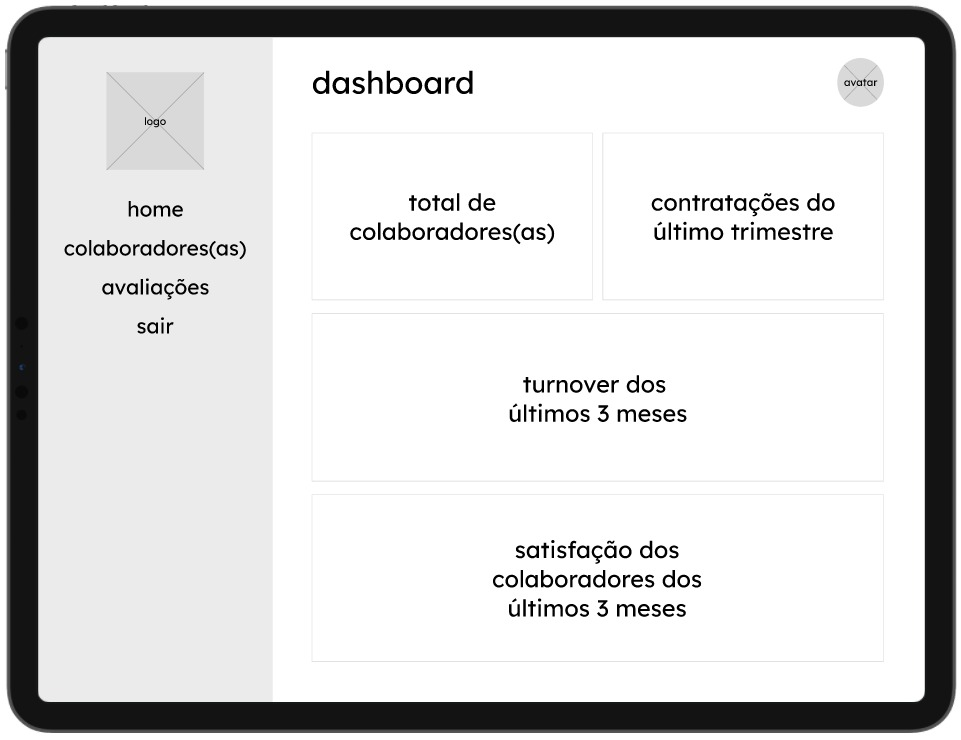 logo
home
colaboradores(as)
avaliações
sair
dashboard
avatar
total de
colaboradores(as)
contratações do
último trimestre
turnover dos
últimos 3 meses
satisfação dos
colaboradores dos
últimos 3 meses